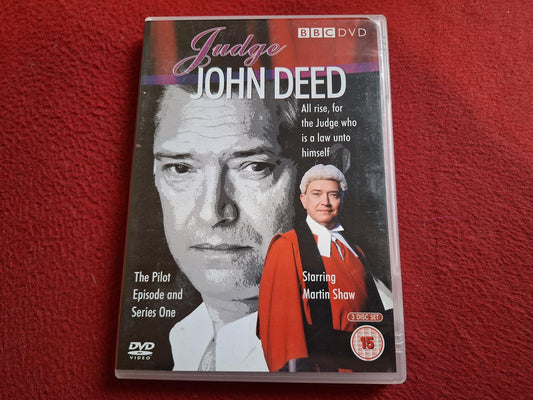 Judge
BBC DVD
JOHN DEED
All rise, for
the Judge who
is a law unto
himself
The Pilot
Episode and
Series One
Starring
Martin Shaw
3 DISC SET
15
DVD
VIDEO